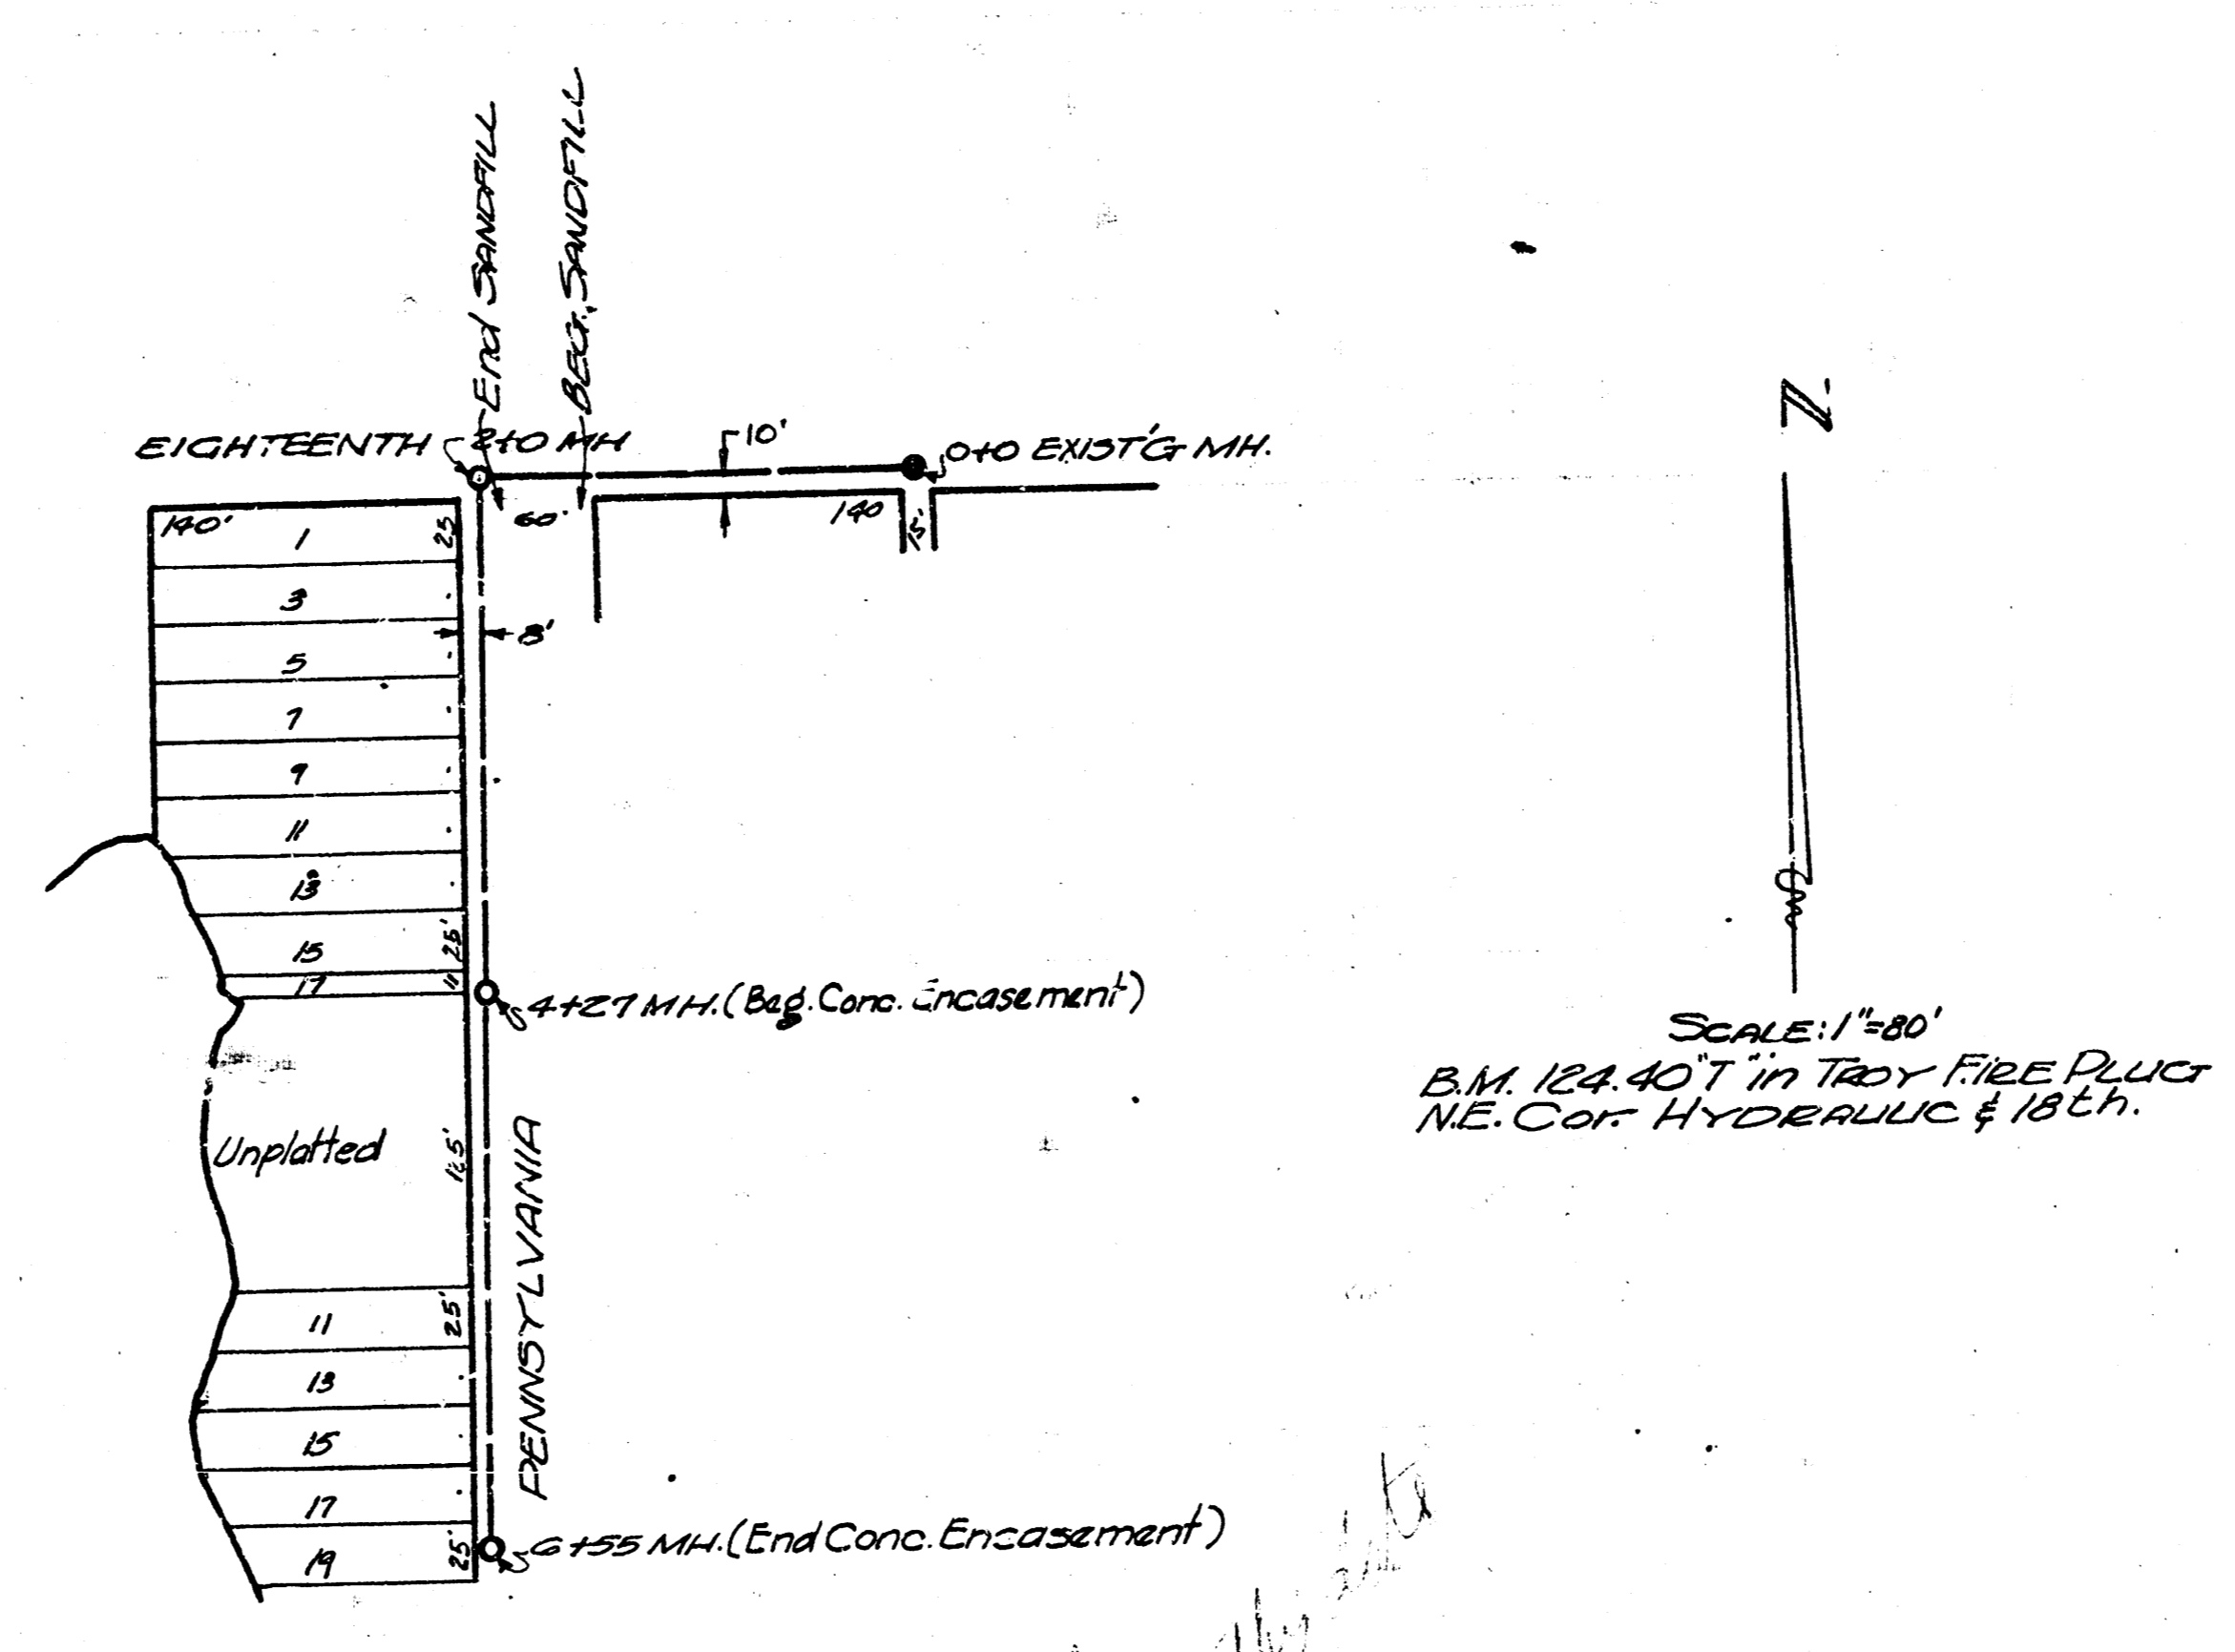 End SANDFILL
BEG. SANDFILL
EIGHTEENTH
2+0 MH
10'
0+0 EXIST'G MH.
140'
1
25
60'
140
15'
3
8'
5
7
9
11
13
15
25'
17
11
4+27 MH. (Beg. Conc. Encasement)
Unplatted
PENNSYLVANIA
11
25'
13
15
17
19
25'
6+55 MH. (End Conc. Encasement)
N.
SCALE: 1"=80'
B.M. 124.40 "T" in TROY FIRE PLUG
N.E. Cor. HYDRAULIC & 18th.